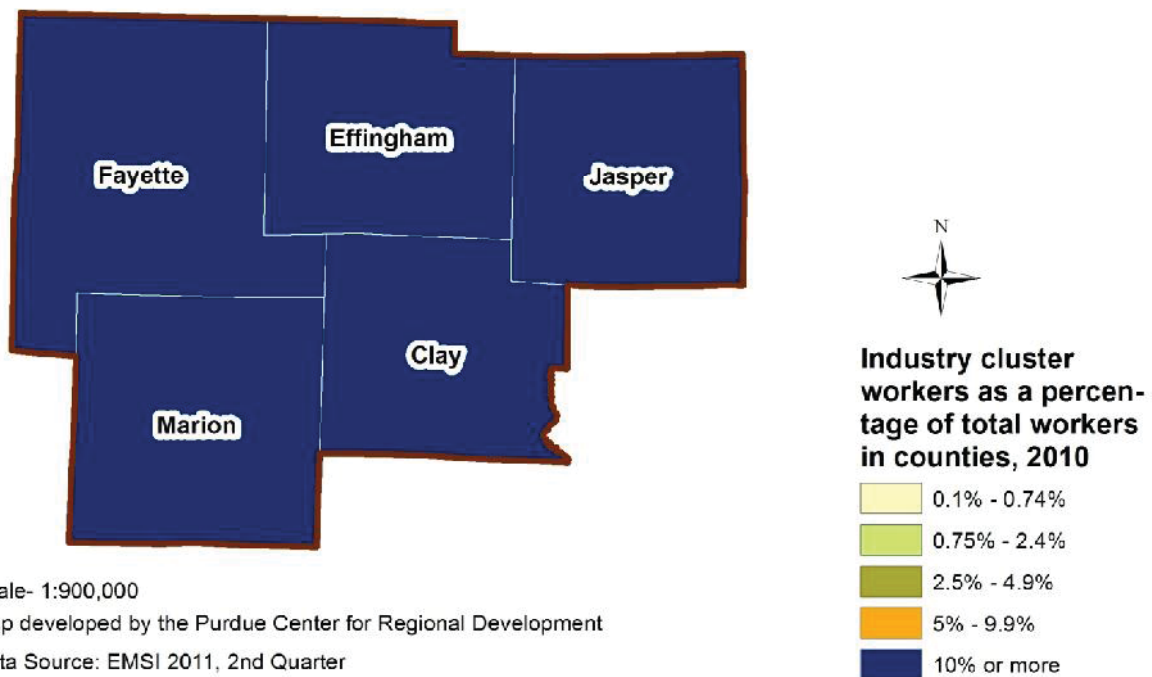 Effingham
Fayette
Jasper
Clay
Marion
N
Industry cluster
workers as a percen-
tage of total workers
in counties, 2010
0.1% - 0.74%
0.75% - 2.4%
2.5% - 4.9%
5% - 9.9%
10% or more
ale- 1:900,000
p developed by the Purdue Center for Regional Development
ta Source: EMSI 2011, 2nd Quarter